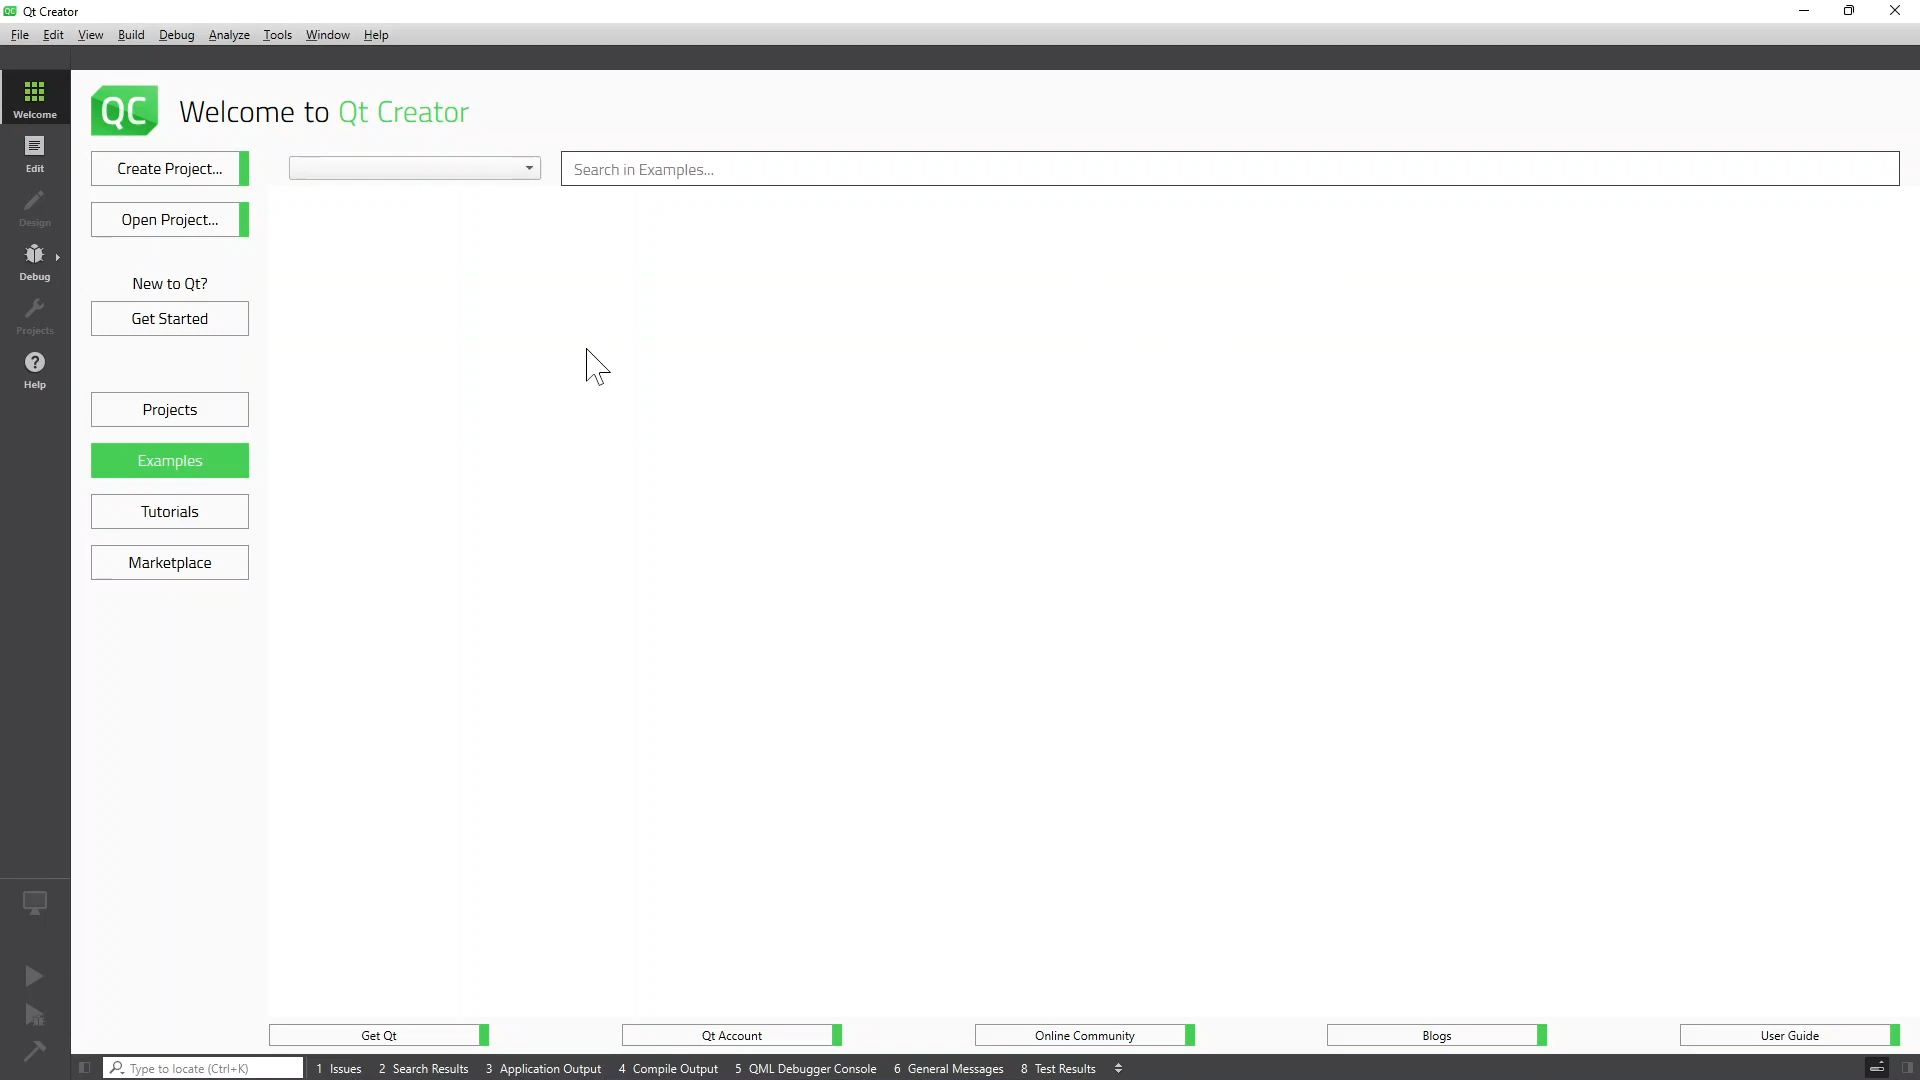 QC Qt Creator
File Edit View Build Debug Analyze Tools Window Help
Welcome
Edit
Design
Debug
Projects
Help
QC Welcome to Qt Creator
Create Project...
Search in Examples...
Open Project...
New to Qt?
Get Started
Projects
Examples
Tutorials
Marketplace
Get Qt Qt Account Online Community Blogs User Guide
Type to locate (Ctrl+K) 1 Issues 2 Search Results 3 Application Output 4 Compile Output 5 QML Debugger Console 6 General Messages 8 Test Results